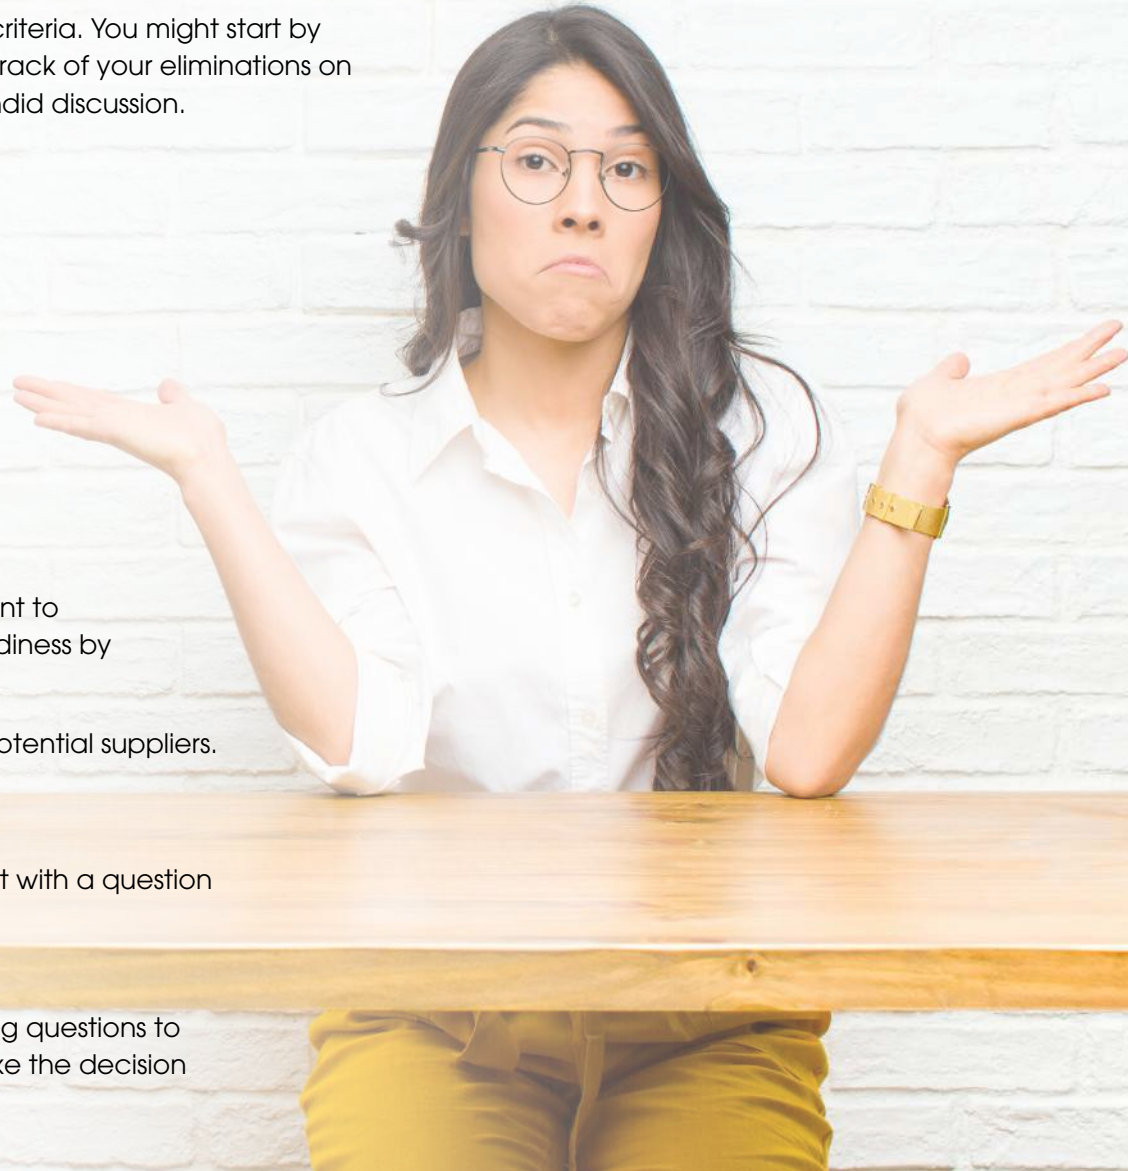 criteria. You might start by
rack of your eliminations on
did discussion.
nt to
diness by
otential suppliers.
t with a question
g questions to
ke the decision